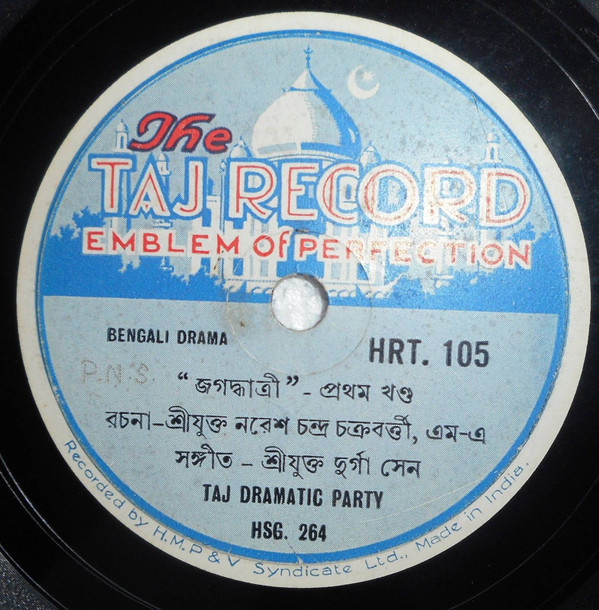 The
TAJ RECORD
EMBLEM Of PERFECTION
BENGALI DRAMA
HRT. 105
P.N.S.
“জগদ্ধাত্রী” - প্রথম খণ্ড
রচনা-শ্রীযুক্ত নরেশ চন্দ্র চক্রবর্ত্তী, এম-এ
সঙ্গীত - শ্রীযুক্ত দুর্গা সেন
TAJ DRAMATIC PARTY
HSG. 264
Recorded by H.M.P & V Syndicate Ltd., Made in India.